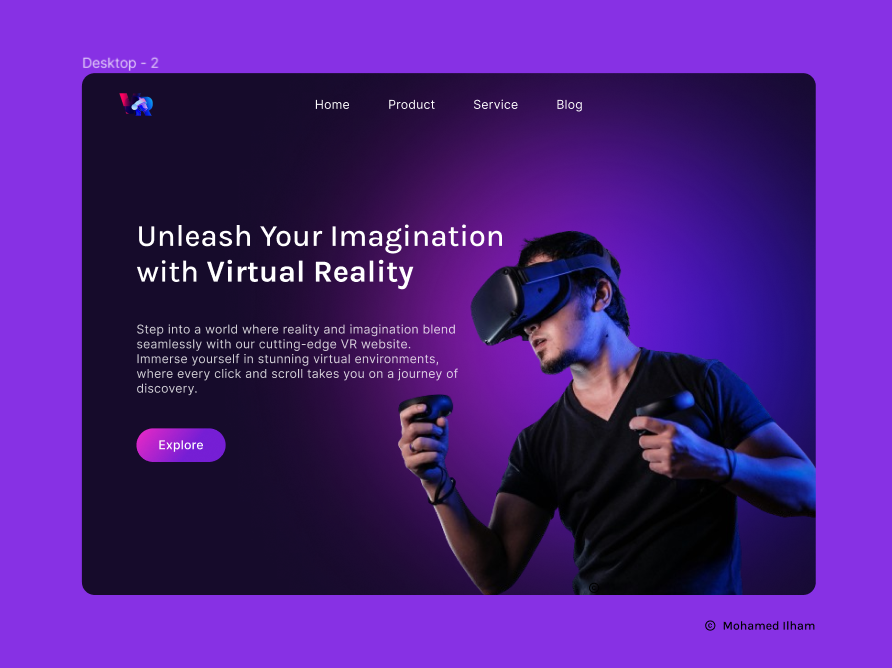 Desktop - 2
VR
Home Product Service Blog
Unleash Your Imagination
with Virtual Reality
Step into a world where reality and imagination blend
seamlessly with our cutting-edge VR website.
Immerse yourself in stunning virtual environments,
where every click and scroll takes you on a journey of
discovery.
Explore
© Mohamed Ilham